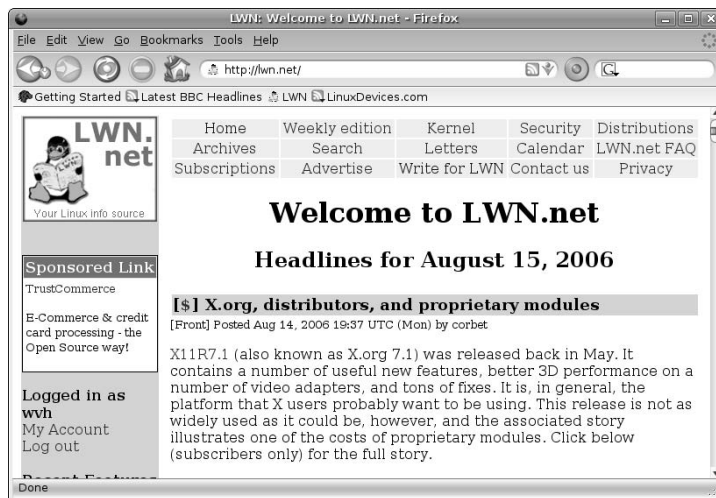 LWN: Welcome to LWN.net - Firefox
File Edit View Go Bookmarks Tools Help
http://lwn.net/
G
Getting Started Latest BBC Headlines LWN LinuxDevices.com
LWN.
net
Your Linux info source
Home Weekly edition Kernel Security Distributions
Archives Search Letters Calendar LWN.net FAQ
Subscriptions Advertise Write for LWN Contact us Privacy
Welcome to LWN.net
Headlines for August 15, 2006
Sponsored Link
TrustCommerce
E-Commerce & credit
card processing - the
Open Source way!
Logged in as
wvh
My Account
Log out
Recent Features
[$] X.org, distributors, and proprietary modules
[Front] Posted Aug 14, 2006 19:37 UTC (Mon) by corbet
X11R7.1 (also known as X.org 7.1) was released back in May. It
contains a number of useful new features, better 3D performance on a
number of video adapters, and tons of fixes. It is, in general, the
platform that X users probably want to be using. This release is not as
widely used as it could be, however, and the associated story
illustrates one of the costs of proprietary modules. Click below
(subscribers only) for the full story.
Done